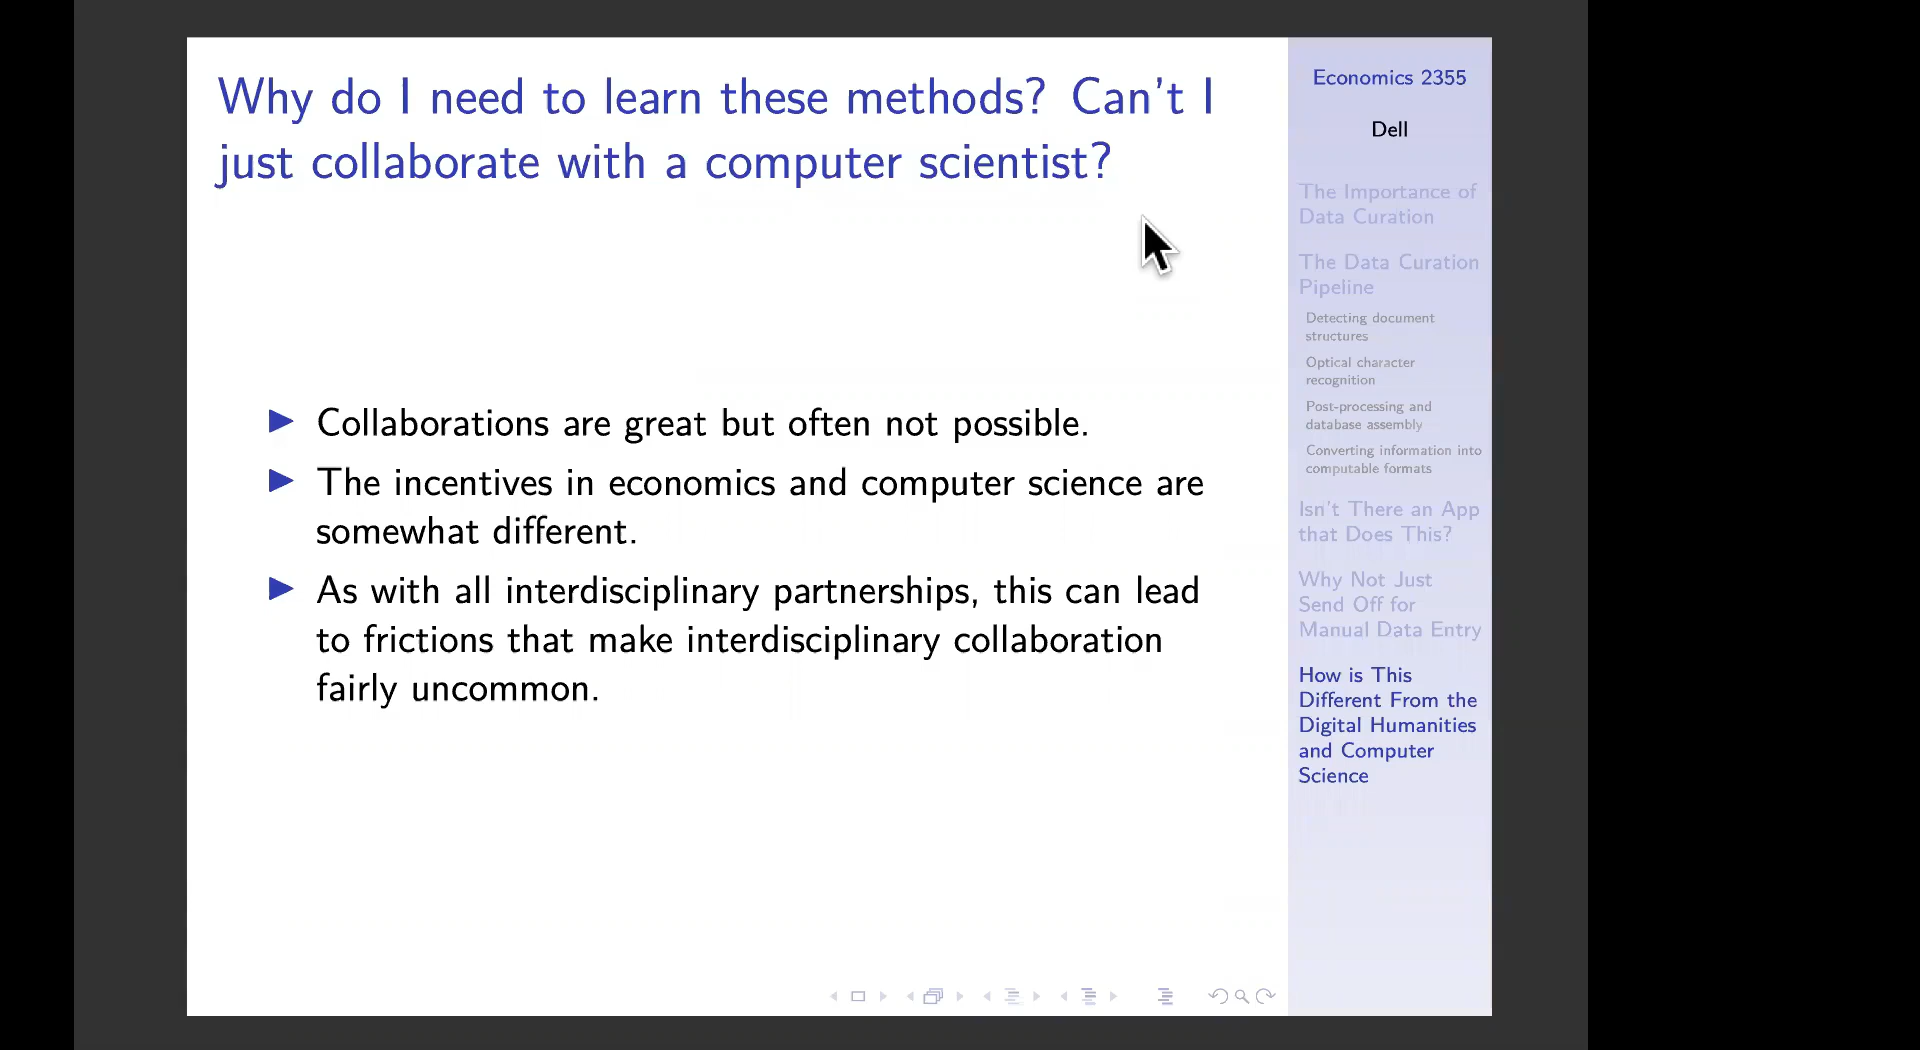 Why do I need to learn these methods? Can't I
just collaborate with a computer scientist?
Collaborations are great but often not possible.
The incentives in economics and computer science are
somewhat different.
As with all interdisciplinary partnerships, this can lead
to frictions that make interdisciplinary collaboration
fairly uncommon.
Economics 2355
Dell
The Importance of
Data Curation
The Data Curation
Pipeline
Detecting document
structures
Optical character
recognition
Post-processing and
database assembly
Converting information into
computable formats
Isn't There an App
that Does This?
Why Not Just
Send Off for
Manual Data Entry
How is This
Different From the
Digital Humanities
and Computer
Science